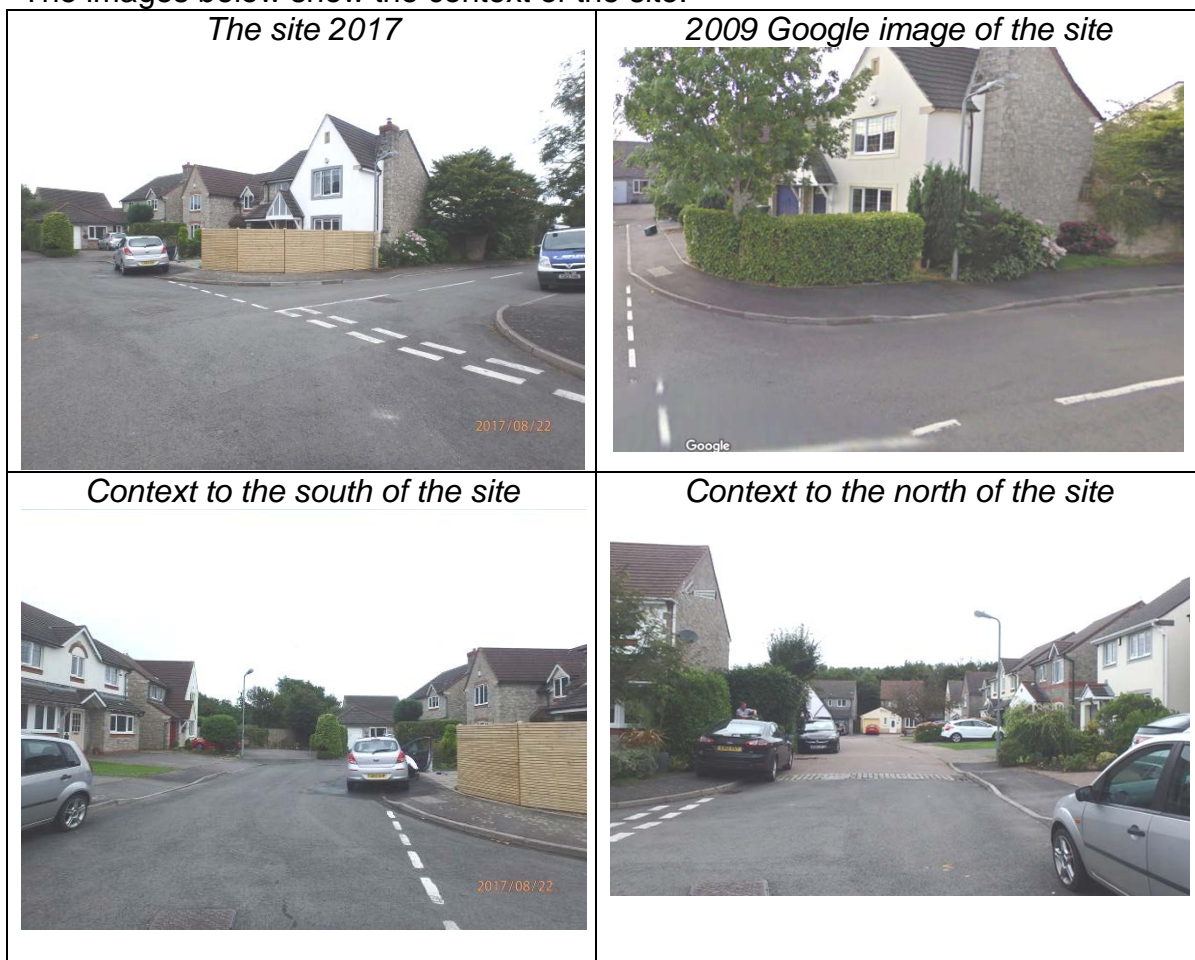 The images below show the context of the site.
The site 2017
2009 Google image of the site
2017/08/22
Google
Context to the south of the site
Context to the north of the site
2017/08/22